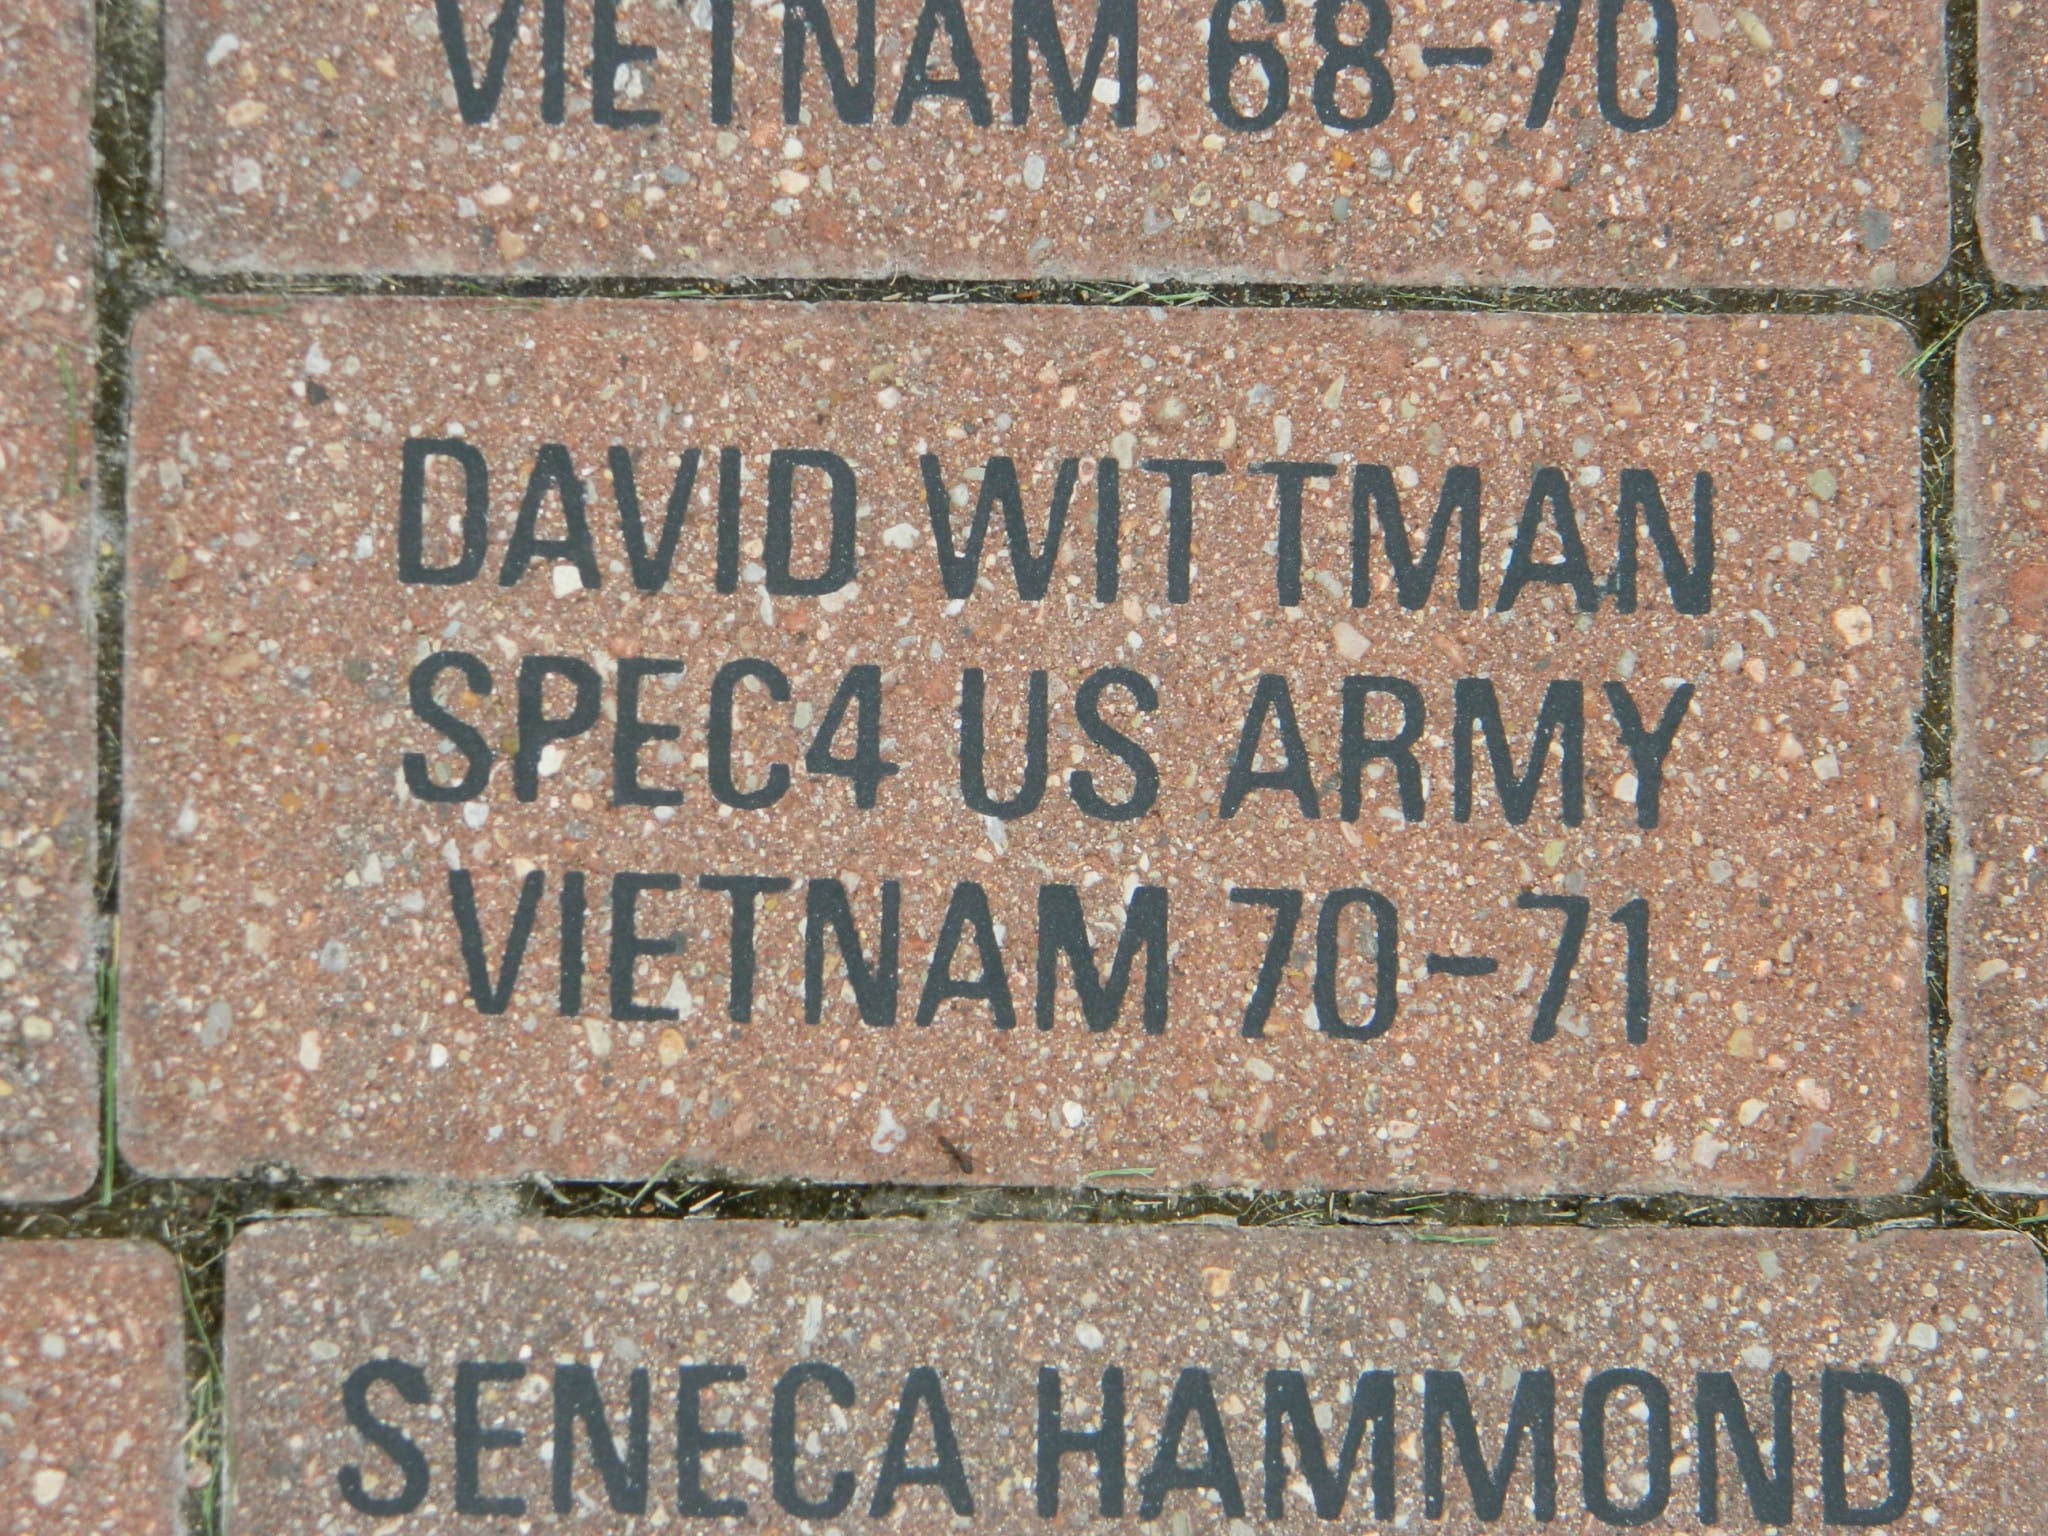 VIETNAM 68-70
DAVID WITTMAN
SPEC4 US ARMY
VIETNAM 70-71
SENECA HAMMOND